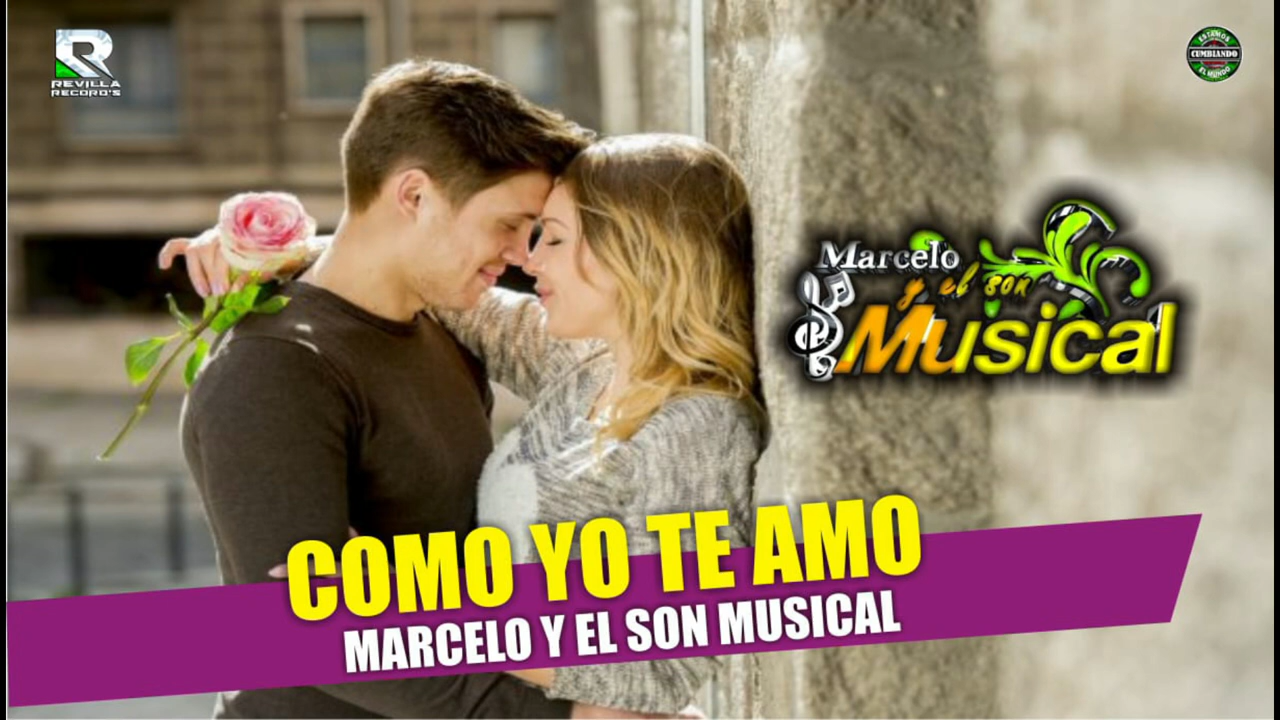 REVILLA
RECORD'S
ESTAMOS
CUMBIANDO
EL MUNDO
Marcelo
y el son
Musical
COMO YO TE AMO
MARCELO Y EL SON MUSICAL